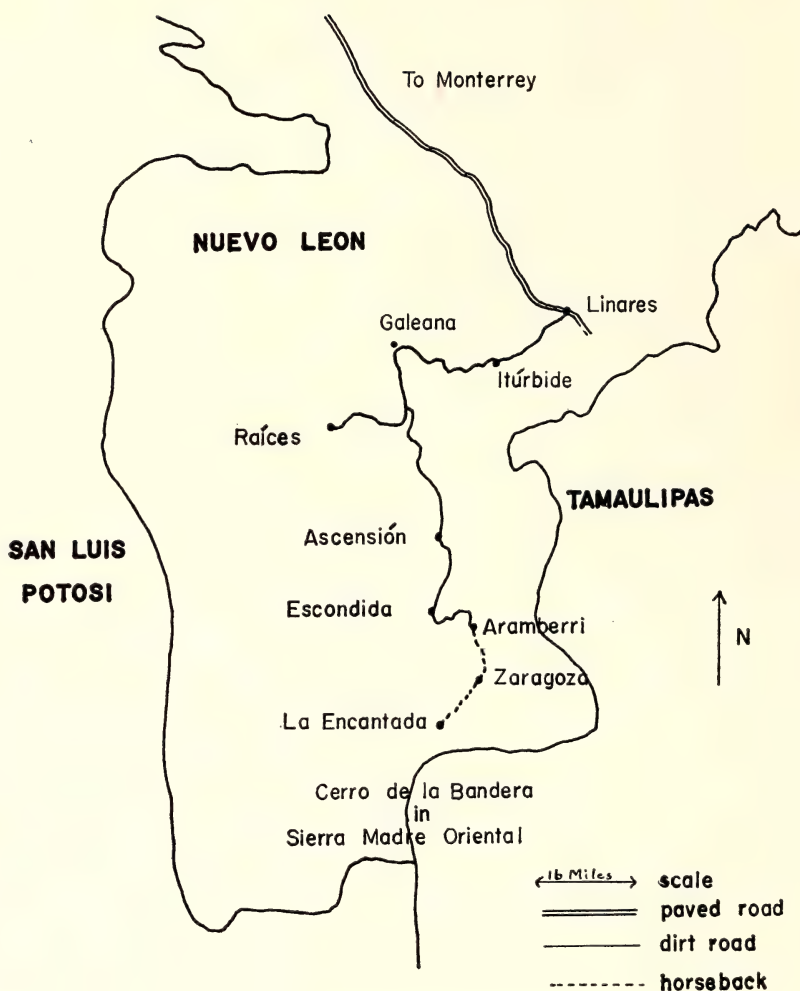 To Monterrey
NUEVO LEON
Linares
Galeana
Itúrbide
Raíces
TAMAULIPAS
Ascensión
SAN LUIS
POTOSI
Escondida
Aramberri
N
Zaragoza
La Encantada
Cerro de la Bandera
in
Sierra Madre Oriental
16 Miles scale
paved road
dirt road
horseback